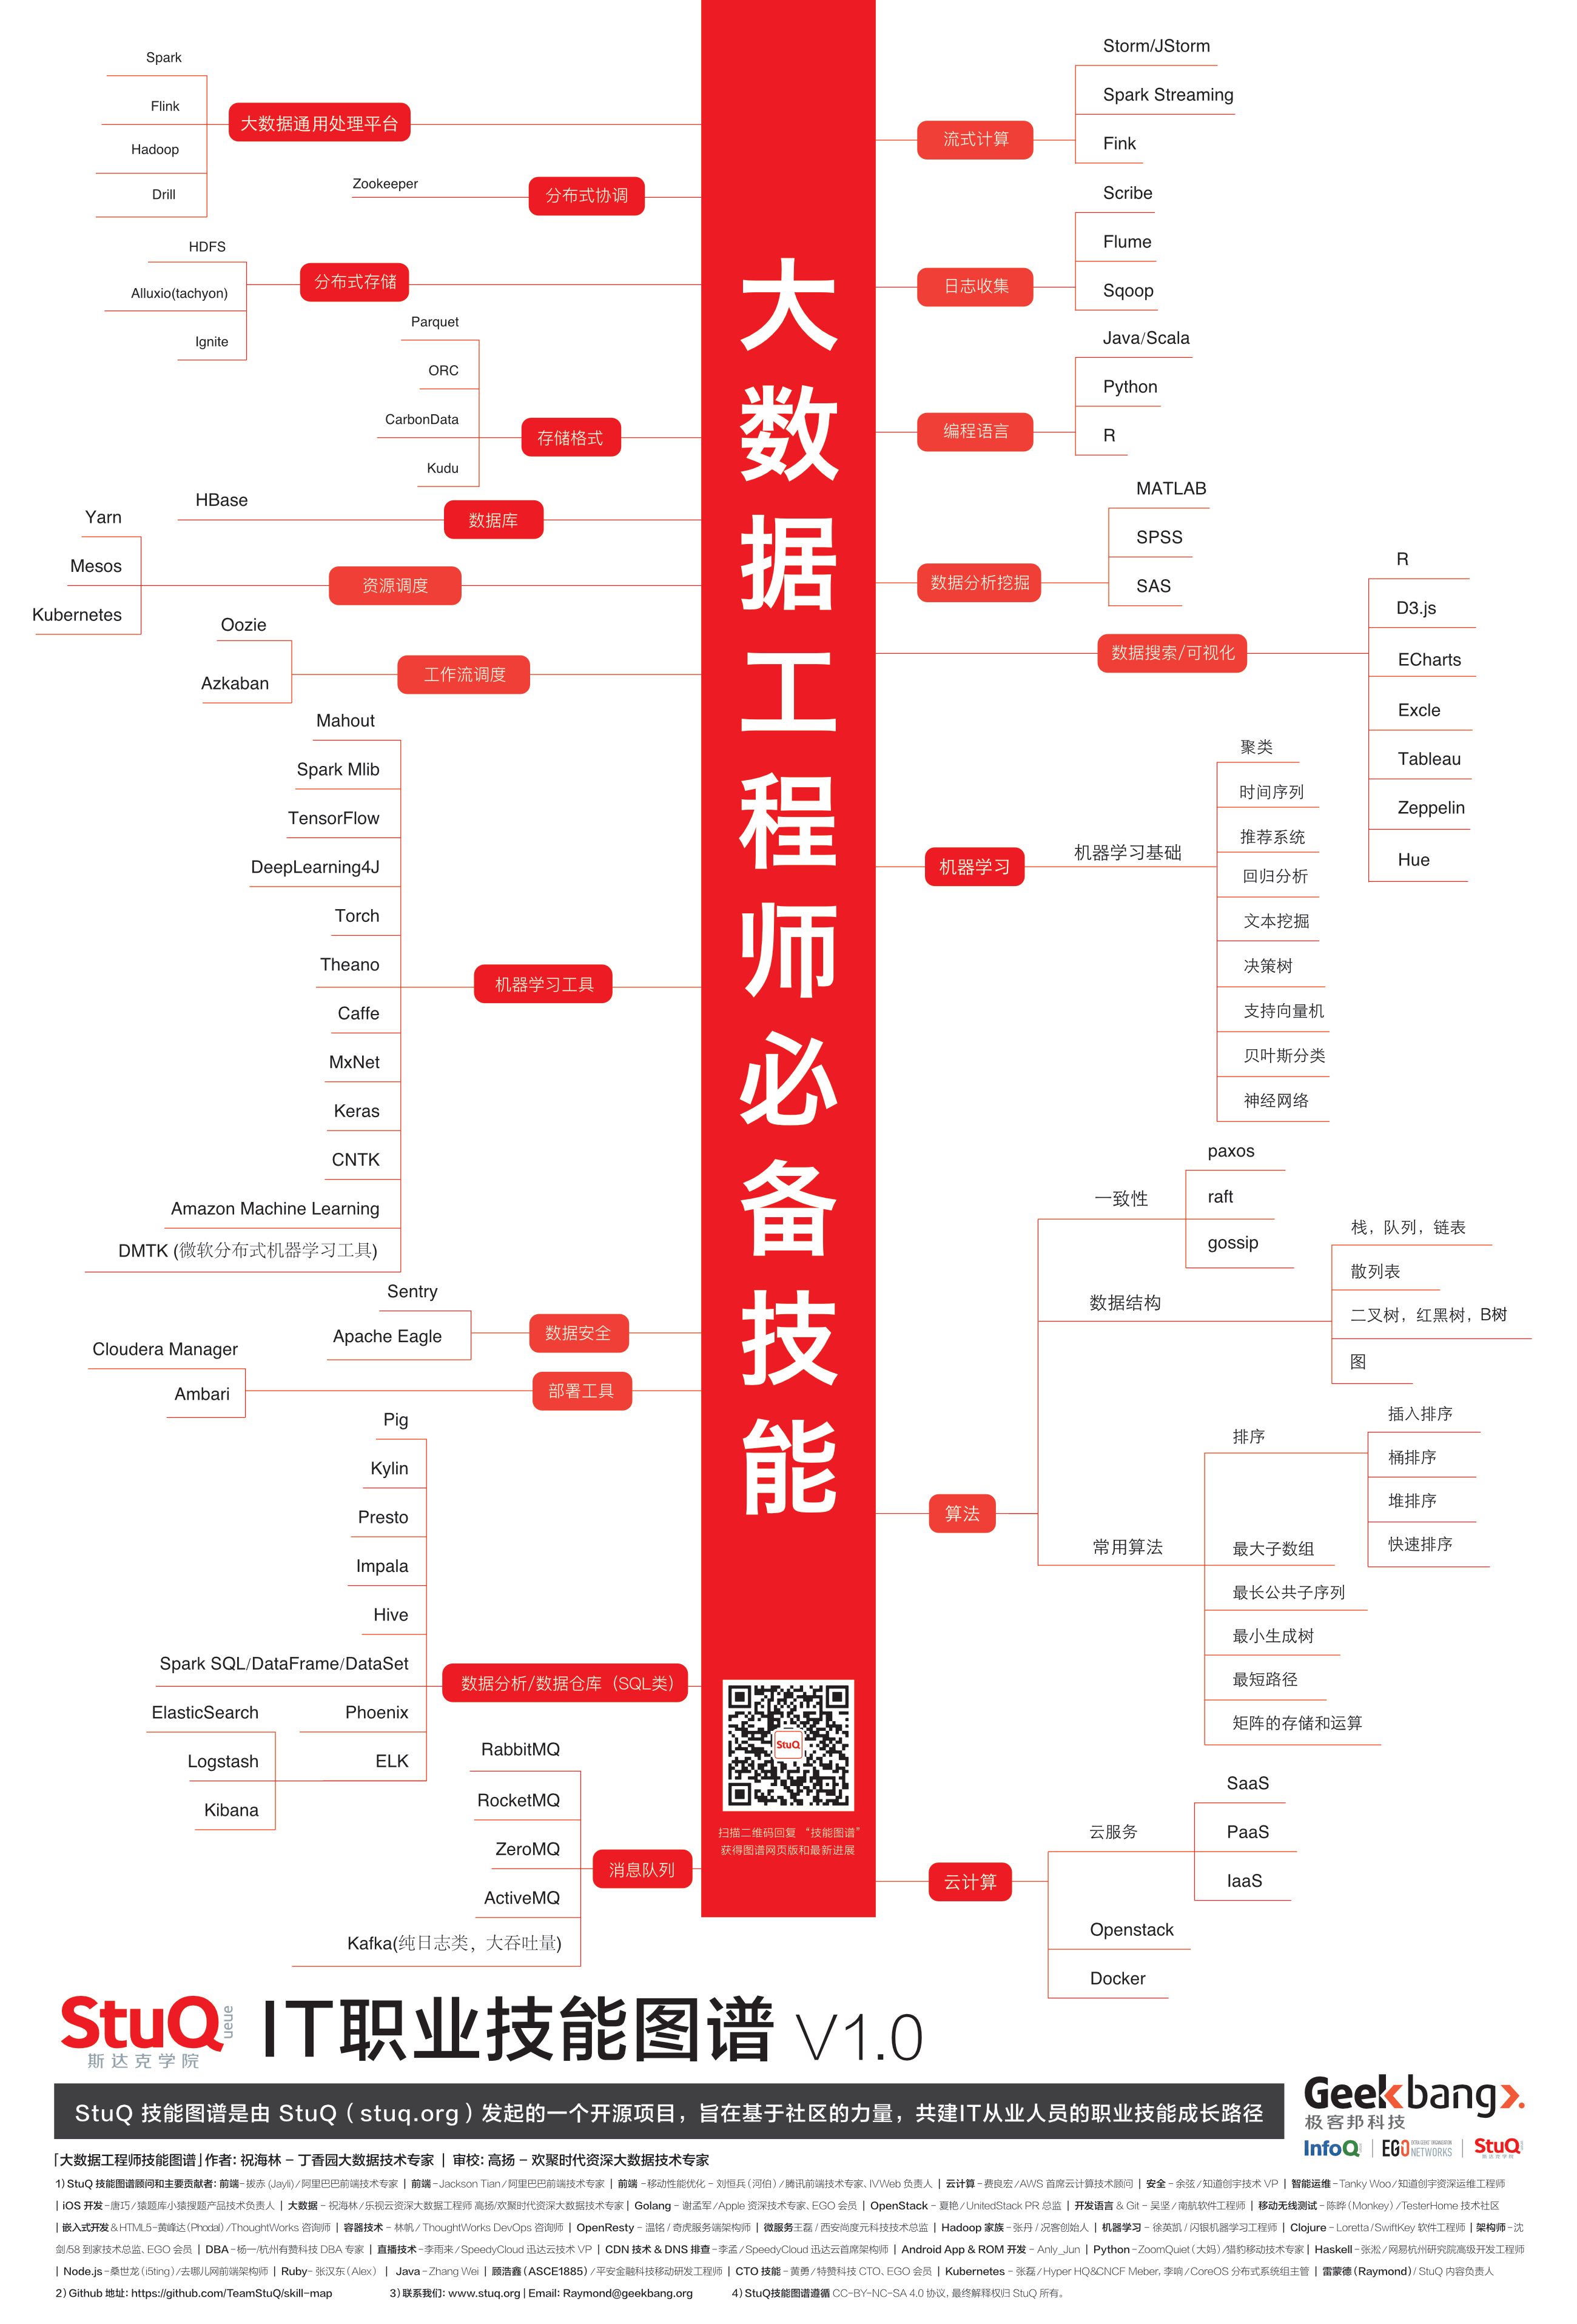 大数据工程师必备技能
Spark
Flink
Hadoop
Drill
大数据通用处理平台
Zookeeper
分布式协调
HDFS
Alluxio(tachyon)
Ignite
分布式存储
Parquet
ORC
CarbonData
Kudu
存储格式
HBase
数据库
Yarn
Mesos
Kubernetes
资源调度
Oozie
Azkaban
工作流调度
Mahout
Spark Mlib
TensorFlow
DeepLearning4J
Torch
Theano
Caffe
MxNet
Keras
CNTK
Amazon Machine Learning
DMTK (微软分布式机器学习工具)
机器学习工具
Sentry
Apache Eagle
数据安全
Cloudera Manager
Ambari
部署工具
Pig
Kylin
Presto
Impala
Hive
Spark SQL/DataFrame/DataSet
Phoenix
ELK
ElasticSearch
Logstash
Kibana
数据分析/数据仓库（SQL类）
RabbitMQ
RocketMQ
ZeroMQ
ActiveMQ
Kafka(纯日志类，大吞吐量)
消息队列
流式计算
Storm/JStorm
Spark Streaming
Fink
日志收集
Scribe
Flume
Sqoop
编程语言
Java/Scala
Python
R
数据分析挖掘
MATLAB
SPSS
SAS
数据搜索/可视化
R
D3.js
ECharts
Excle
Tableau
Zeppelin
Hue
机器学习
机器学习基础
聚类
时间序列
推荐系统
回归分析
文本挖掘
决策树
支持向量机
贝叶斯分类
神经网络
算法
一致性
paxos
raft
gossip
数据结构
栈，队列，链表
散列表
二叉树，红黑树，B树
图
常用算法
排序
插入排序
桶排序
堆排序
快速排序
最大子数组
最长公共子序列
最小生成树
最短路径
矩阵的存储和运算
云计算
云服务
SaaS
PaaS
IaaS
Openstack
Docker
StuQ
扫描二维码回复 “技能图谱”
获得图谱网页版和最新进展
StuQ
斯达克学院
IT职业技能图谱 V1.0
StuQ 技能图谱是由 StuQ（stuq.org）发起的一个开源项目，旨在基于社区的力量，共建IT从业人员的职业技能成长路径
Geekbang>.
极客邦科技
InfoQ | EGO NETWORKS | StuQ
「大数据工程师技能图谱」作者：祝海林 – 丁香园大数据技术专家 | 审校：高扬 – 欢聚时代资深大数据技术专家
1）StuQ 技能图谱顾问和主要贡献者：前端–拔赤 (Jayli) / 阿里巴巴前端技术专家 | 前端–Jackson Tian / 阿里巴巴前端技术专家 | 前端 –移动性能优化 – 刘恒兵（河伯）/ 腾讯前端技术专家、IVWeb 负责人 | 云计算–费良宏/AWS 首席云计算技术顾问 | 安全 – 余弦 / 知道创宇技术 VP | 智能运维–Tanky Woo/知道创宇资深运维工程师
| iOS 开发–唐巧/猿题库小猿搜题产品技术负责人 | 大数据 – 祝海林/乐视云资深大数据工程师 高扬/欢聚时代资深大数据技术专家 | Golang – 谢孟军/Apple 资深技术专家、EGO 会员 | OpenStack – 夏艳/UnitedStack PR 总监 | 开发语言 & Git – 吴坚/南航软件工程师 | 移动无线测试–陈晔（Monkey）/TesterHome 技术社区
| 嵌入式开发&HTML5–黄峰达（Phodal）/ThoughtWorks 咨询师 | 容器技术 – 林帆 / ThoughtWorks DevOps 咨询师 | OpenResty – 温铭 / 奇虎服务端架构师 | 微服务王磊 / 西安尚度元科技技术总监 | Hadoop 家族–张丹 / 况客创始人 | 机器学习 – 徐英凯 / 闪银机器学习工程师 | Clojure – Loretta/SwiftKey 软件工程师 | 架构师–沈
剑/58 到家技术总监、EGO 会员 | DBA–杨一/杭州有赞科技 DBA 专家 | 直播技术–李雨来/SpeedyCloud 迅达云技术 VP | CDN 技术 & DNS 排查–李孟 / SpeedyCloud 迅达云首席架构师 | Android App & ROM 开发 – Anly_Jun | Python–ZoomQuiet（大妈）/猎豹移动技术专家 | Haskell–张淞 / 网易杭州研究院高级开发工程师
| Node.js–桑世龙（i5ting）/去哪儿网前端架构师 | Ruby– 张汉东（Alex） | Java–Zhang Wei | 顾浩鑫（ASCE1885）/平安金融科技移动研发工程师 | CTO 技能 – 黄勇 / 特赞科技 CTO、EGO 会员 | Kubernetes – 张磊/Hyper HQ&CNCF Meber，李响/CoreOS 分布式系统组主管 | 雷蒙德（Raymond）/ StuQ 内容负责人
2）Github 地址：https://github.com/TeamStuQ/skill-map 3）联系我们：www.stuq.org | Email: Raymond@geekbang.org 4）StuQ技能图谱遵循 CC-BY-NC-SA 4.0 协议，最终解释权归 StuQ 所有。